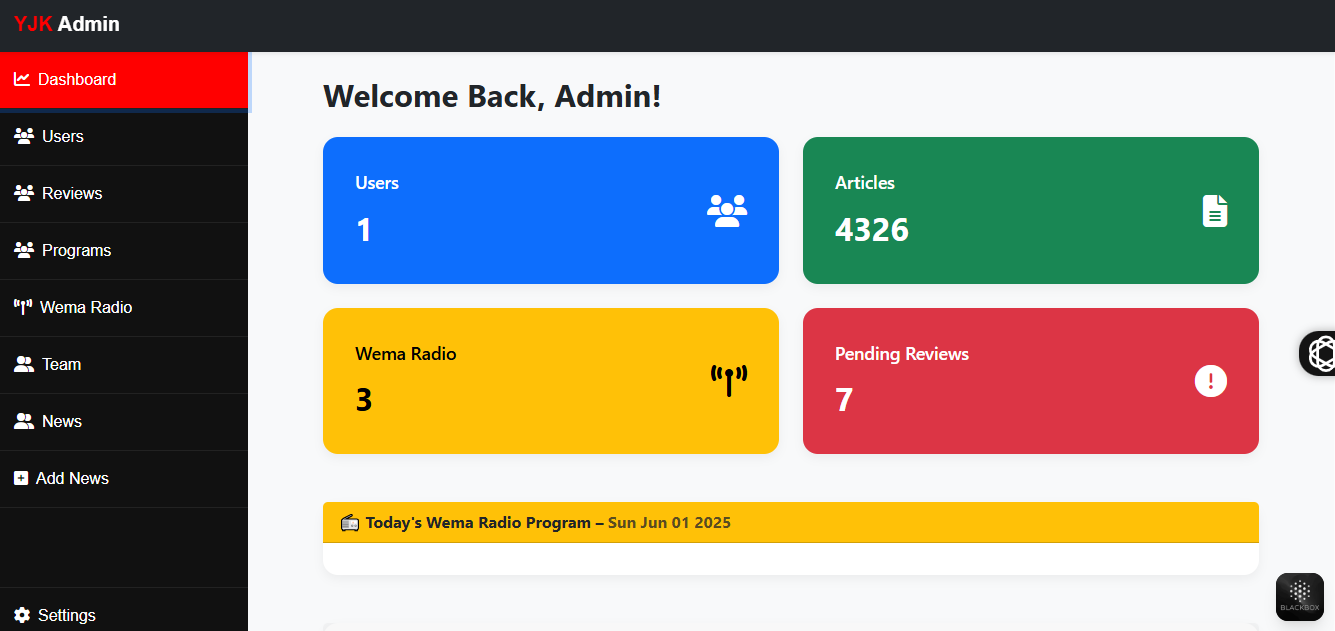 YJK Admin
Dashboard
Users
Reviews
Programs
Wema Radio
Team
News
Add News
Settings
Welcome Back, Admin!
Users
1
Articles
4326
Wema Radio
3
Pending Reviews
7
Today's Wema Radio Program – Sun Jun 01 2025
BLACKBOX